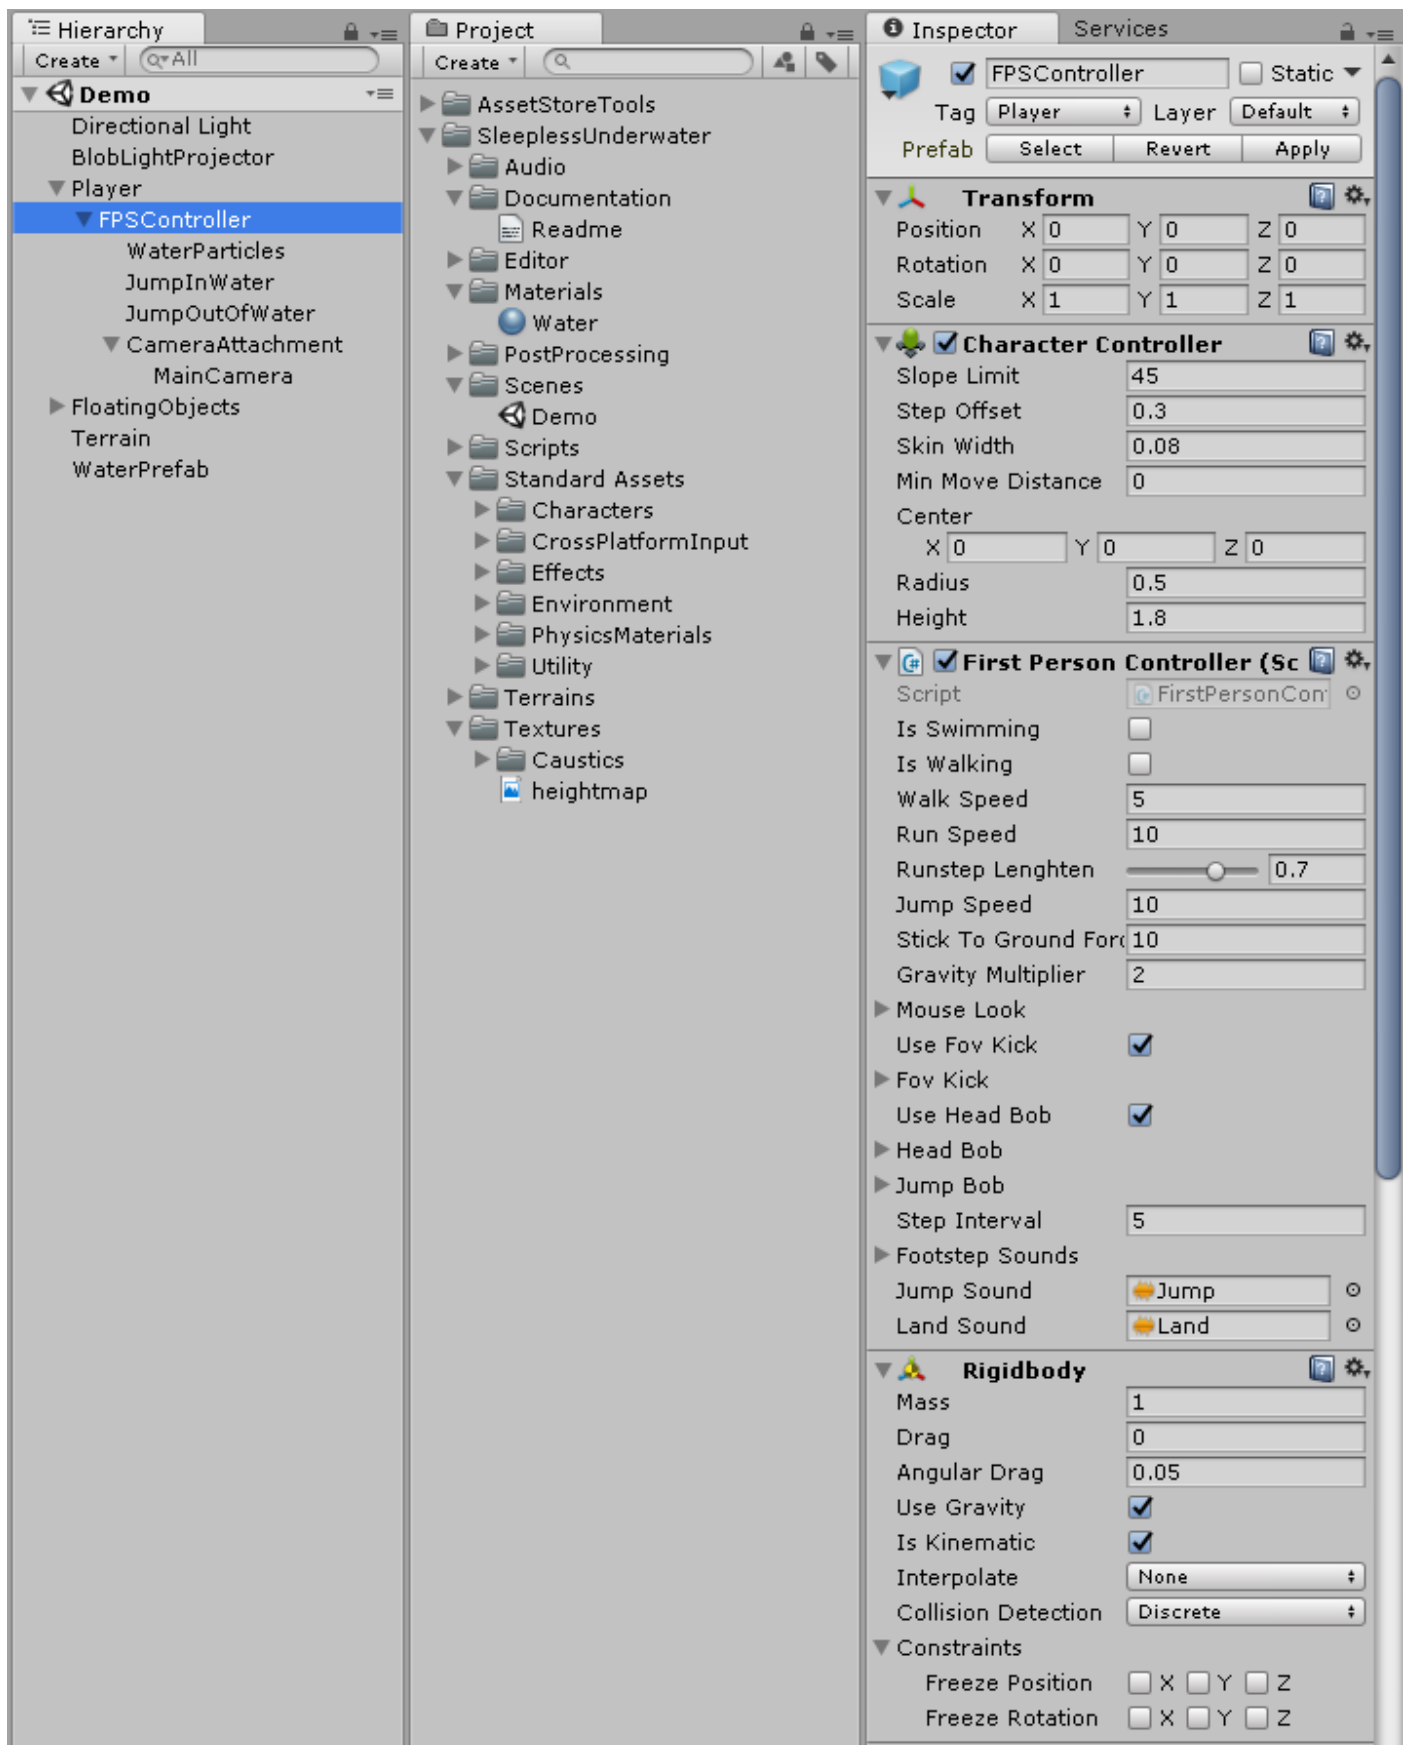 Hierarchy
Create
All
Demo
Directional Light
BlobLightProjector
Player
FPSController
WaterParticles
JumpInWater
JumpOutOfWater
CameraAttachment
MainCamera
FloatingObjects
Terrain
WaterPrefab
Project
Create
AssetStoreTools
SleeplessUnderwater
Audio
Documentation
Readme
Editor
Materials
Water
PostProcessing
Scenes
Demo
Scripts
Standard Assets
Characters
CrossPlatformInput
Effects
Environment
PhysicsMaterials
Utility
Terrains
Textures
Caustics
heightmap
Inspector Services
FPSController Static
Tag Player Layer Default
Prefab Select Revert Apply
Transform
Position X 0 Y 0 Z 0
Rotation X 0 Y 0 Z 0
Scale X 1 Y 1 Z 1
Character Controller
Slope Limit 45
Step Offset 0.3
Skin Width 0.08
Min Move Distance 0
Center
X 0 Y 0 Z 0
Radius 0.5
Height 1.8
First Person Controller (Sc
Script FirstPersonCon
Is Swimming
Is Walking
Walk Speed 5
Run Speed 10
Runstep Lenghten 0.7
Jump Speed 10
Stick To Ground Forc 10
Gravity Multiplier 2
Mouse Look
Use Fov Kick
Fov Kick
Use Head Bob
Head Bob
Jump Bob
Step Interval 5
Footstep Sounds
Jump Sound Jump
Land Sound Land
Rigidbody
Mass 1
Drag 0
Angular Drag 0.05
Use Gravity
Is Kinematic
Interpolate None
Collision Detection Discrete
Constraints
Freeze Position X Y Z
Freeze Rotation X Y Z